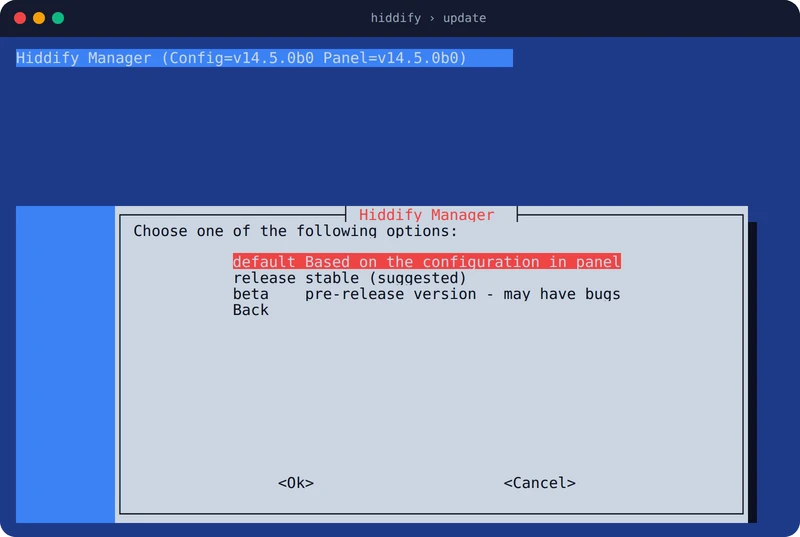 hiddify › update
Hiddify Manager (Config=v14.5.0b0 Panel=v14.5.0b0)
Hiddify Manager
Choose one of the following options:
default Based on the configuration in panel
release stable (suggested)
beta    pre-release version - may have bugs
Back
<Ok>    <Cancel>